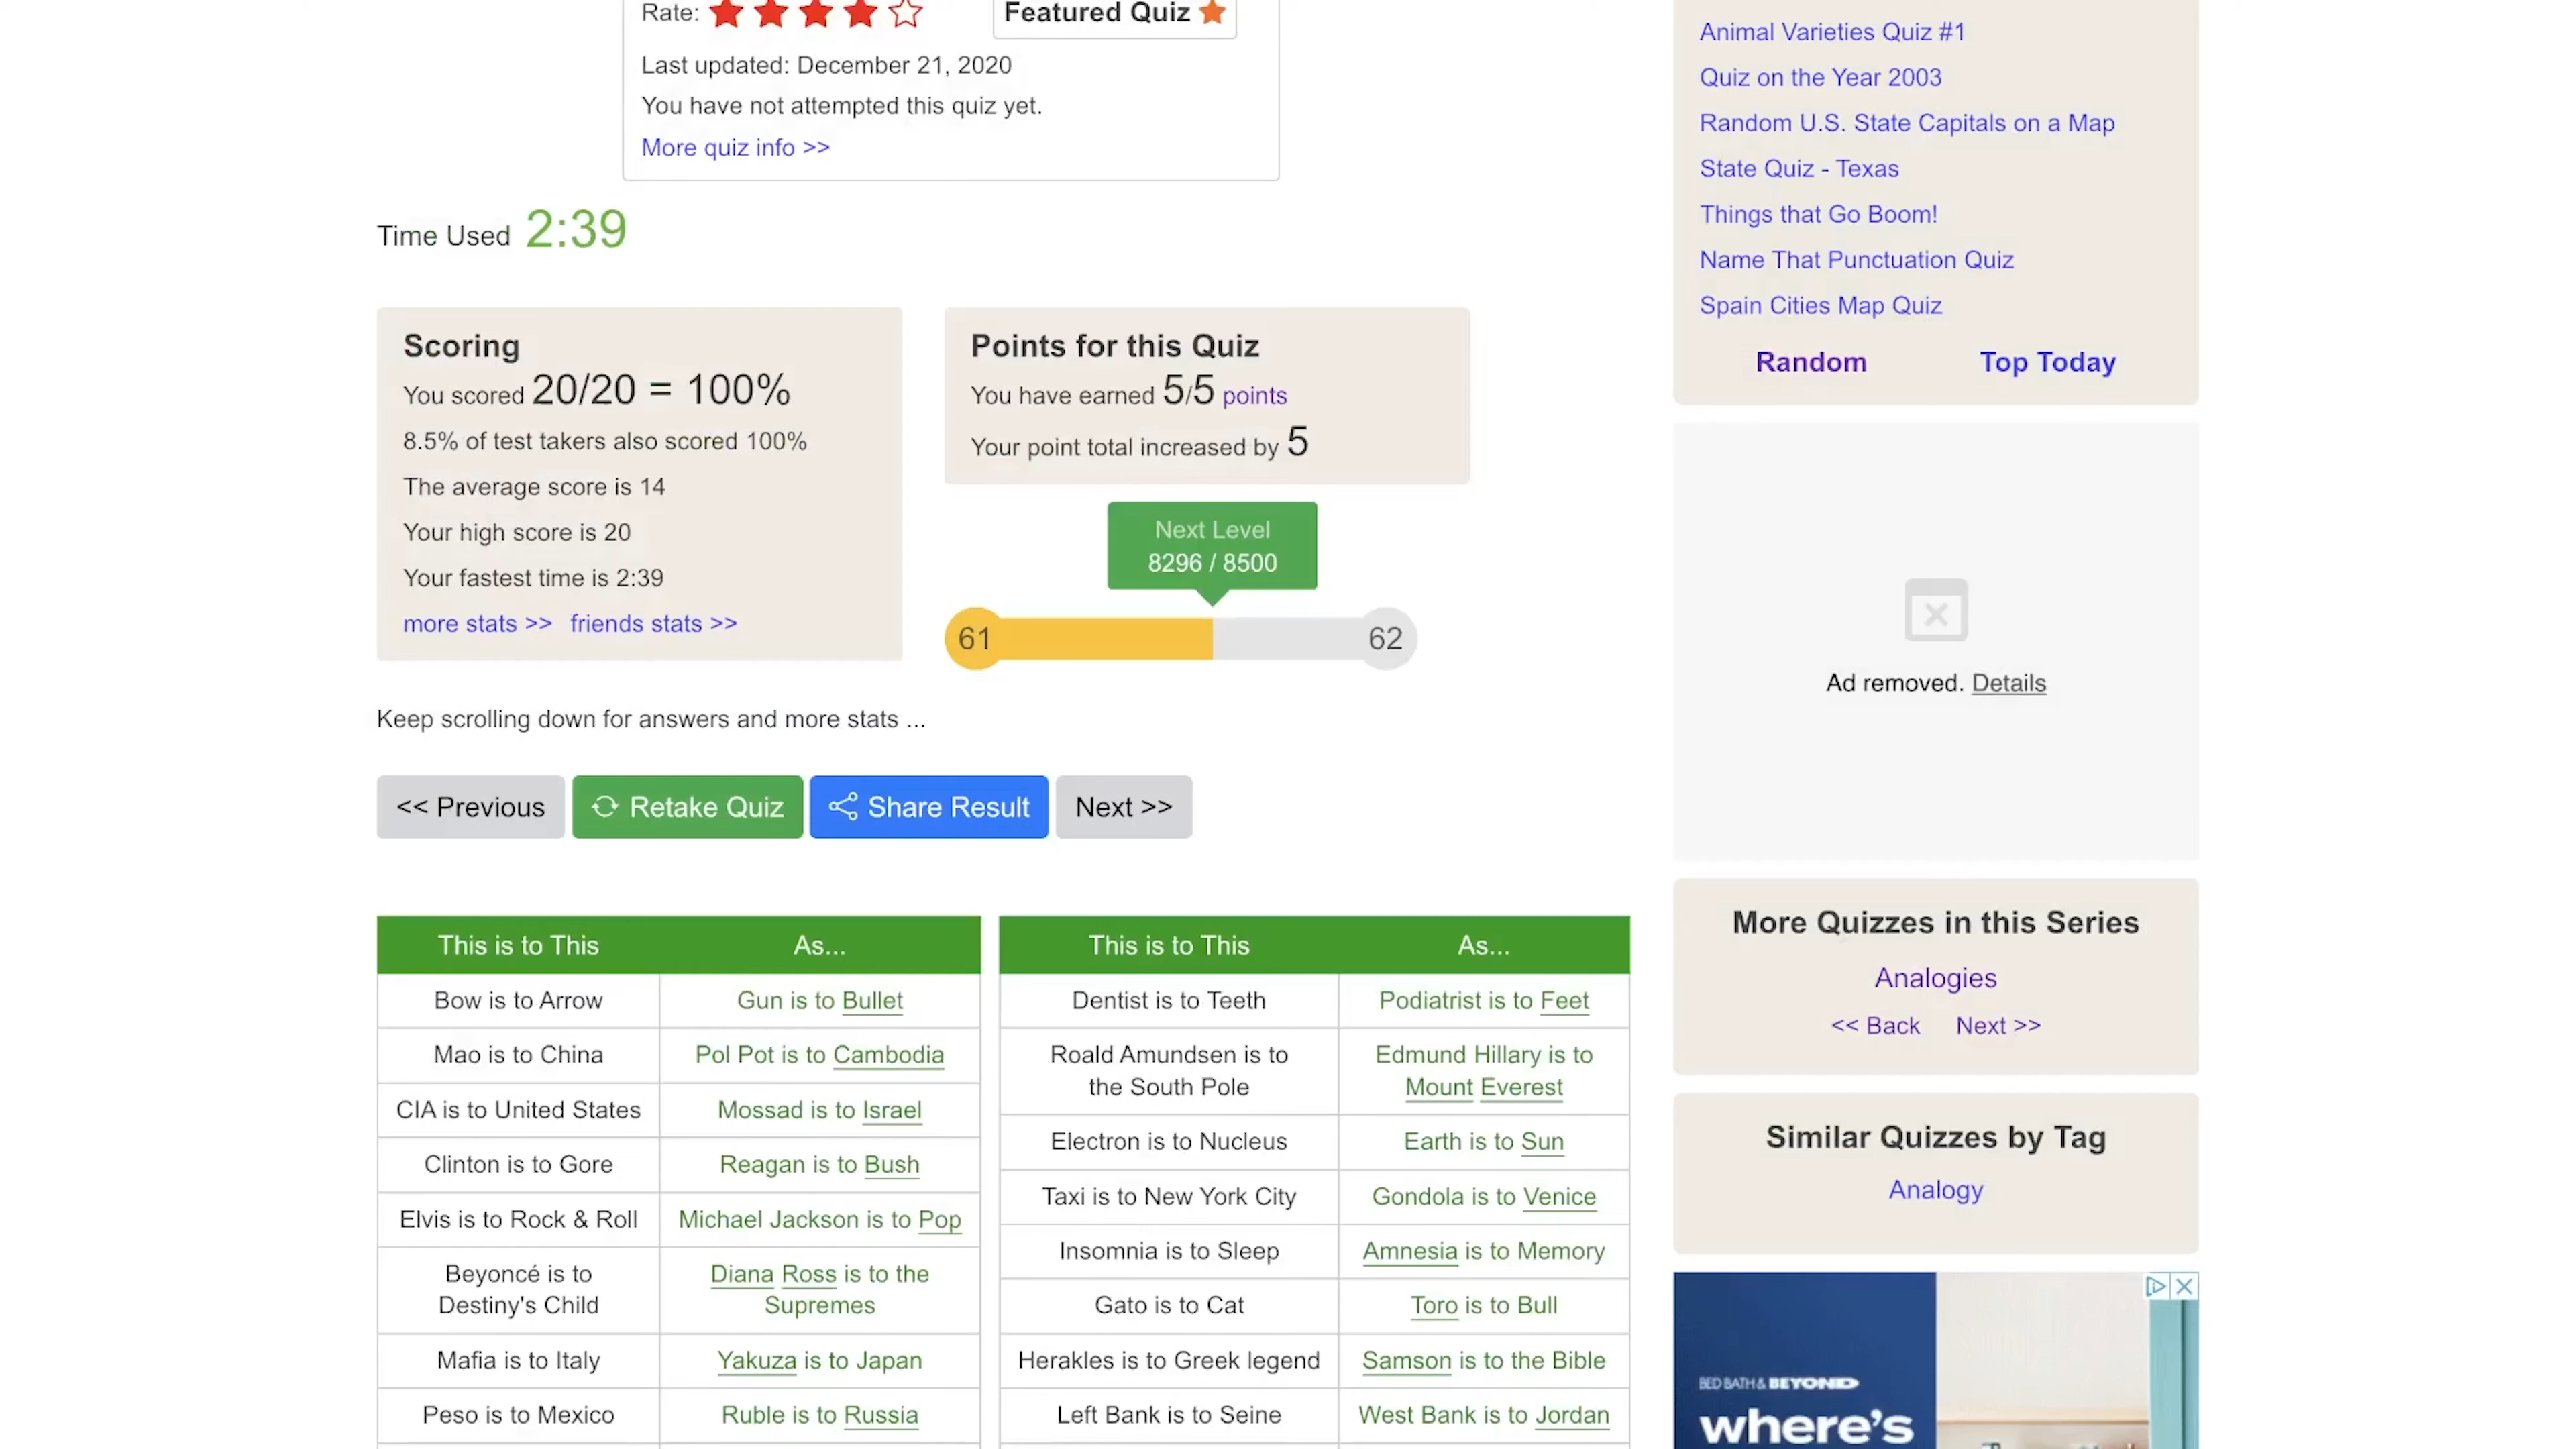 Rate:
Featured Quiz
Last updated: December 21, 2020
You have not attempted this quiz yet.
More quiz info >>
Time Used 2:39
Scoring
You scored 20/20 = 100%
8.5% of test takers also scored 100%
The average score is 14
Your high score is 20
Your fastest time is 2:39
more stats >> friends stats >>
Points for this Quiz
You have earned 5/5 points
Your point total increased by 5
Next Level
8296 / 8500
61
62
Keep scrolling down for answers and more stats ...
<< Previous
Retake Quiz
Share Result
Next >>
This is to This As...
Bow is to Arrow Gun is to Bullet
Mao is to China Pol Pot is to Cambodia
CIA is to United States Mossad is to Israel
Clinton is to Gore Reagan is to Bush
Elvis is to Rock & Roll Michael Jackson is to Pop
Beyoncé is to Diana Ross is to the
Destiny's Child Supremes
Mafia is to Italy Yakuza is to Japan
Peso is to Mexico Ruble is to Russia
This is to This As...
Dentist is to Teeth Podiatrist is to Feet
Roald Amundsen is to Edmund Hillary is to
the South Pole Mount Everest
Electron is to Nucleus Earth is to Sun
Taxi is to New York City Gondola is to Venice
Insomnia is to Sleep Amnesia is to Memory
Gato is to Cat Toro is to Bull
Herakles is to Greek legend Samson is to the Bible
Left Bank is to Seine West Bank is to Jordan
Animal Varieties Quiz #1
Quiz on the Year 2003
Random U.S. State Capitals on a Map
State Quiz - Texas
Things that Go Boom!
Name That Punctuation Quiz
Spain Cities Map Quiz
Random Top Today
Ad removed. Details
More Quizzes in this Series
Analogies
<< Back Next >>
Similar Quizzes by Tag
Analogy
BED BATH & BEYOND
where's